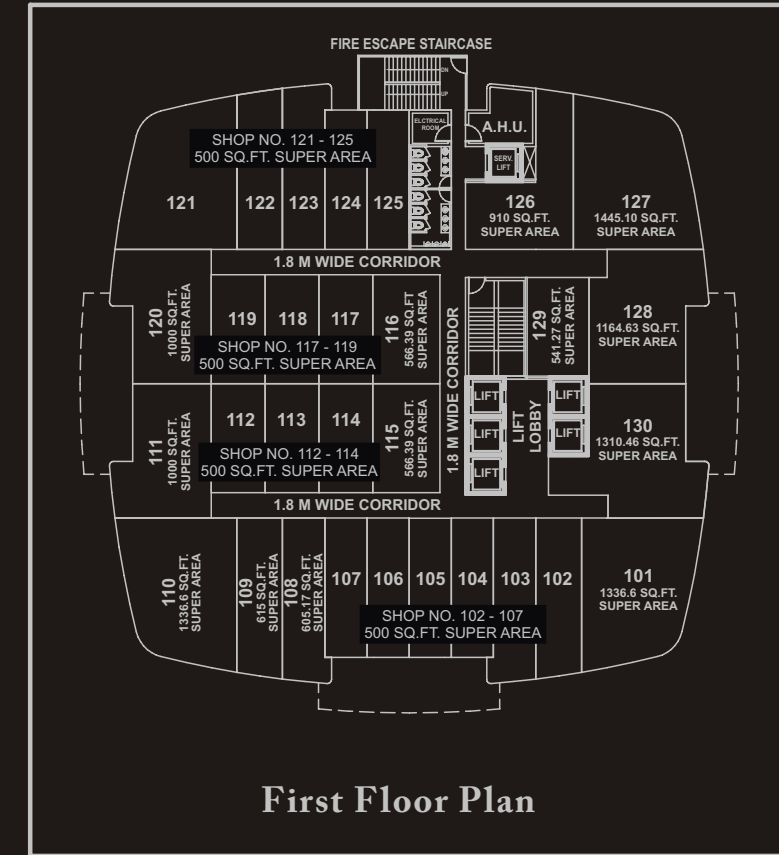 FIRE ESCAPE STAIRCASE
DN
UP
ELCTRICAL
ROOM
A.H.U.
SERV.
LIFT
SHOP NO. 121 - 125
500 SQ.FT. SUPER AREA
121
122
123
124
125
126
910 SQ.FT.
SUPER AREA
127
1445.10 SQ.FT.
SUPER AREA
1.8 M WIDE CORRIDOR
120
1000 SQ.FT.
SUPER AREA
119
118
117
116
566.39 SQ.FT
SUPER AREA
SHOP NO. 117 - 119
500 SQ.FT. SUPER AREA
1.8 M WIDE CORRIDOR
129
541.27 SQ.FT.
SUPER AREA
128
1164.63 SQ.FT.
SUPER AREA
111
1000 SQ.FT.
SUPER AREA
112
113
114
115
566.39 SQ.FT.
SUPER AREA
SHOP NO. 112 - 114
500 SQ.FT. SUPER AREA
LIFT
LIFT
LIFT
LIFT
LOBBY
LIFT
LIFT
130
1310.46 SQ.FT.
SUPER AREA
1.8 M WIDE CORRIDOR
110
1336.6 SQ.FT.
SUPER AREA
109
615 SQ.FT.
SUPER AREA
108
605.17 SQ.FT.
SUPER AREA
107
106
105
104
103
102
101
1336.6 SQ.FT.
SUPER AREA
SHOP NO. 102 - 107
500 SQ.FT. SUPER AREA
First Floor Plan